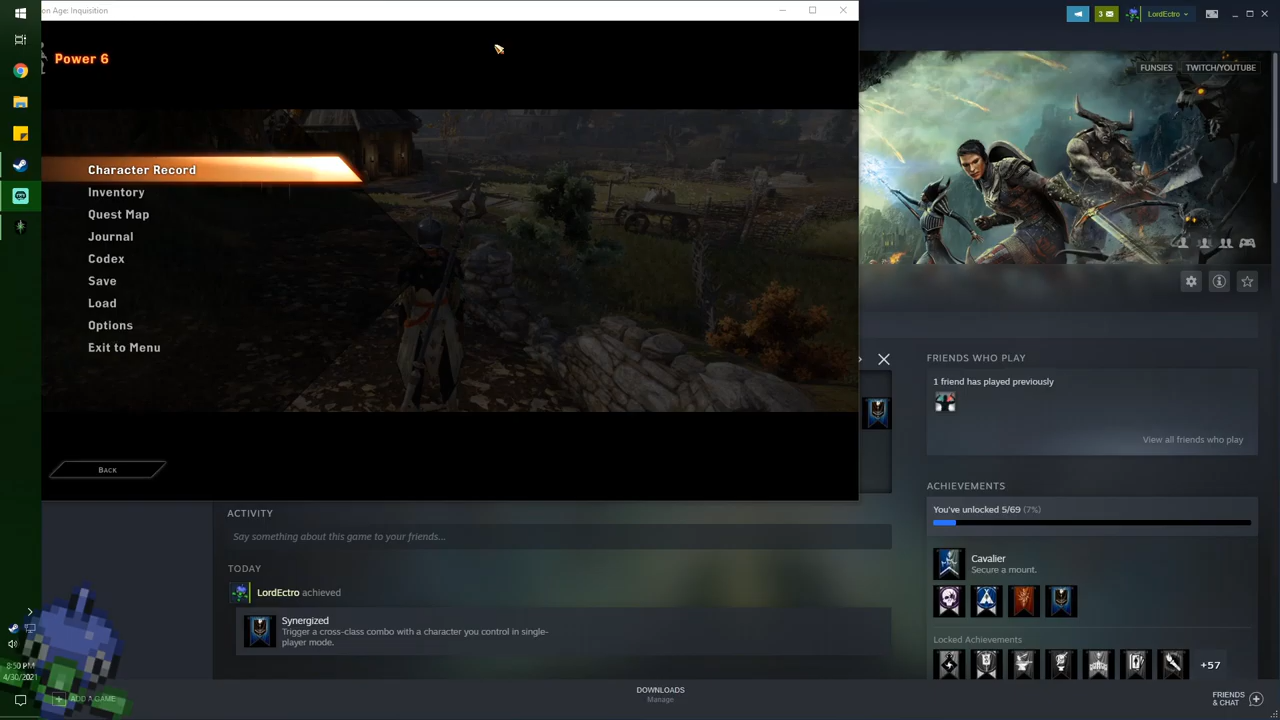 on Age: Inquisition
Power 6
Character Record
Inventory
Quest Map
Journal
Codex
Save
Load
Options
Exit to Menu
BACK
3
LordEctro
FUNSIES
TWITCH/YOUTUBE
FRIENDS WHO PLAY
1 friend has played previously
View all friends who play
ACHIEVEMENTS
You've unlocked 5/69 (7%)
Cavalier
Secure a mount.
Locked Achievements
+57
ACTIVITY
Say something about this game to your friends...
TODAY
LordEctro achieved
Synergized
Trigger a cross-class combo with a character you control in single-
player mode.
8:50 PM
4/30/2021
ADD A GAME
DOWNLOADS
Manage
FRIENDS
& CHAT